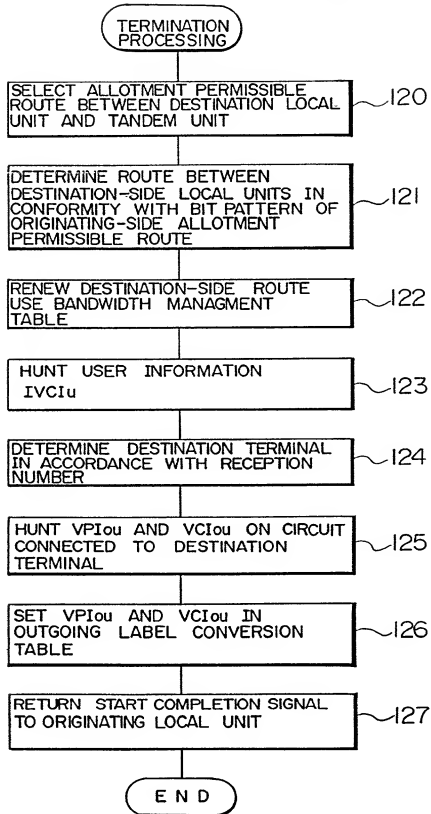 TERMINATION
PROCESSING
SELECT ALLOTMENT PERMISSIBLE
ROUTE BETWEEN DESTINATION LOCAL
UNIT AND TANDEM UNIT
120
DETERMINE ROUTE BETWEEN
DESTINATION-SIDE LOCAL UNITS IN
CONFORMITY WITH BIT PATTERN OF
ORIGINATING-SIDE ALLOTMENT
PERMISSIBLE ROUTE
121
RENEW DESTINATION-SIDE ROUTE
USE BANDWIDTH MANAGMENT
TABLE
122
HUNT USER INFORMATION
IVCIu
123
DETERMINE DESTINATION TERMINAL
IN ACCORDANCE WITH RECEPTION
NUMBER
124
HUNT VPIou AND VCIou ON CIRCUIT
CONNECTED TO DESTINATION
TERMINAL
125
SET VPIou AND VCIou IN
OUTGOING LABEL CONVERSION
TABLE
126
RETURN START COMPLETION SIGNAL
TO ORIGINATING LOCAL UNIT
127
END